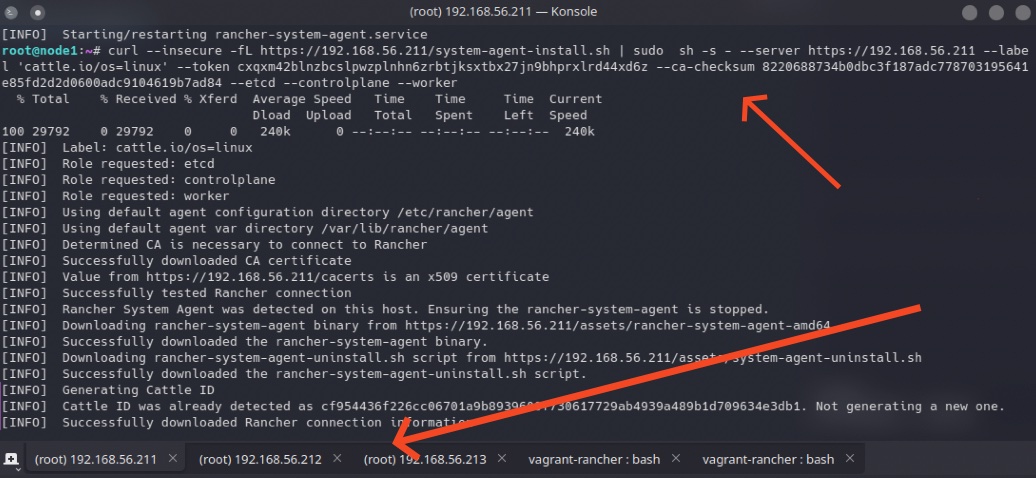 (root) 192.168.56.211 — Konsole
[INFO]  Starting/restarting rancher-system-agent.service
root@node1:~# curl --insecure -fL https://192.168.56.211/system-agent-install.sh | sudo  sh -s - --server https://192.168.56.211 --labe
l 'cattle.io/os=linux' --token cxqxm42blnzbcslpwzplnhn6zrbtjksxtbx27jn9bhprxlrd44xd6z --ca-checksum 8220688734b0dbc3f187adc778703195641
e85fd2d2d0600adc9104619b7ad84 --etcd --controlplane --worker
% Total    % Received % Xferd  Average Speed   Time    Time     Time  Current
Dload  Upload   Total   Spent    Left  Speed
100 29792    0 29792    0     0   240k      0 --:--:-- --:--:-- --:--:--  240k
[INFO]  Label: cattle.io/os=linux
[INFO]  Role requested: etcd
[INFO]  Role requested: controlplane
[INFO]  Role requested: worker
[INFO]  Using default agent configuration directory /etc/rancher/agent
[INFO]  Using default agent var directory /var/lib/rancher/agent
[INFO]  Determined CA is necessary to connect to Rancher
[INFO]  Successfully downloaded CA certificate
[INFO]  Value from https://192.168.56.211/cacerts is an x509 certificate
[INFO]  Successfully tested Rancher connection
[INFO]  Rancher System Agent was detected on this host. Ensuring the rancher-system-agent is stopped.
[INFO]  Downloading rancher-system-agent binary from https://192.168.56.211/assets/rancher-system-agent-amd64
[INFO]  Successfully downloaded the rancher-system-agent binary.
[INFO]  Downloading rancher-system-agent-uninstall.sh script from https://192.168.56.211/assets/system-agent-uninstall.sh
[INFO]  Successfully downloaded the rancher-system-agent-uninstall.sh script.
[INFO]  Generating Cattle ID
[INFO]  Cattle ID was already detected as Not generating a new one.
[INFO]  Successfully downloaded Rancher connection information
(root) 192.168.56.211
(root) 192.168.56.212
(root) 192.168.56.213
vagrant-rancher : bash
vagrant-rancher : bash